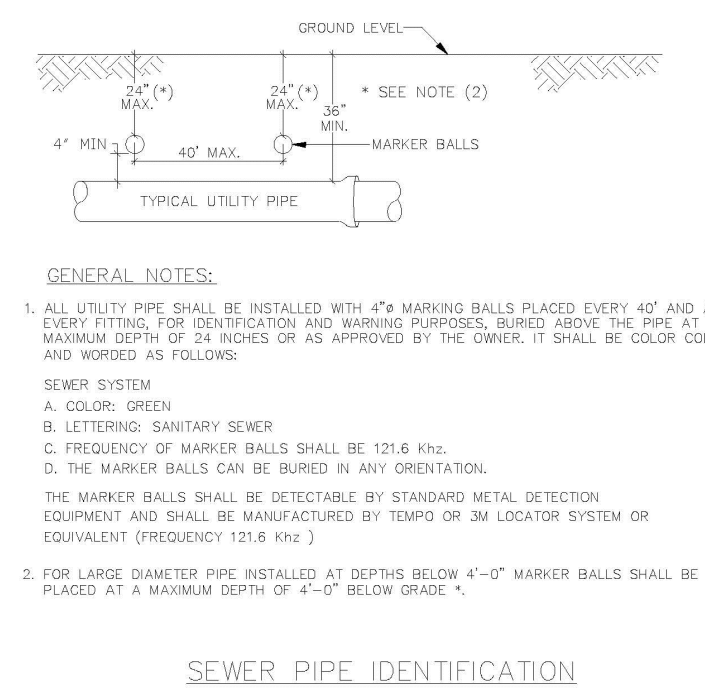 GROUND LEVEL
24"(*)
MAX.
24"(*)
MAX.
* SEE NOTE (2)
36"
MIN.
4" MIN
40' MAX.
MARKER BALLS
TYPICAL UTILITY PIPE
GENERAL NOTES:
1. ALL UTILITY PIPE SHALL BE INSTALLED WITH 4"ø MARKING BALLS PLACED EVERY 40' AND
EVERY FITTING, FOR IDENTIFICATION AND WARNING PURPOSES, BURIED ABOVE THE PIPE AT
MAXIMUM DEPTH OF 24 INCHES OR AS APPROVED BY THE OWNER. IT SHALL BE COLOR
AND WORDED AS FOLLOWS:
SEWER SYSTEM
A. COLOR: GREEN
B. LETTERING: SANITARY SEWER
C. FREQUENCY OF MARKER BALLS SHALL BE 121.6 Khz.
D. THE MARKER BALLS CAN BE BURIED IN ANY ORIENTATION.
THE MARKER BALLS SHALL BE DETECTABLE BY STANDARD METAL DETECTION
EQUIPMENT AND SHALL BE MANUFACTURED BY TEMPO OR 3M LOCATOR SYSTEM OR
EQUIVALENT (FREQUENCY 121.6 Khz )
2. FOR LARGE DIAMETER PIPE INSTALLED AT DEPTHS BELOW 4'-0" MARKER BALLS SHALL BE
PLACED AT A MAXIMUM DEPTH OF 4'-0" BELOW GRADE *.
SEWER PIPE IDENTIFICATION